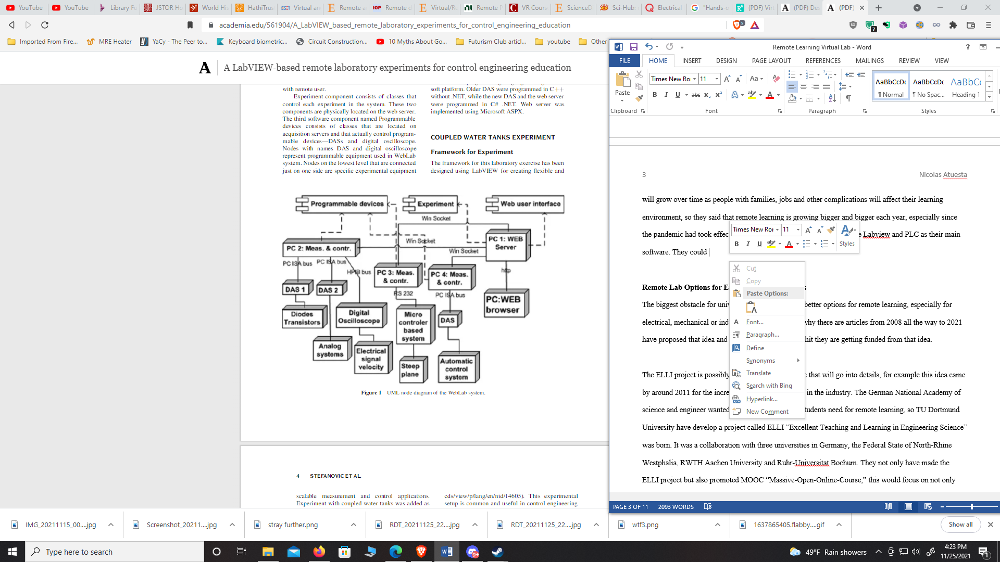 YouTube
YouTube
Library Fu
JSTOR Ho
World His
HathiTrus
Virtual an
Remote a
IOP Remote d
Virtual/Re
Remote P
VR Cours
ScienceDi
Sci-Hub:
Electrical
"Hands-o
(PDF) Virt
(PDF) Des
(PDF)
academia.edu/561904/A_LabVIEW_based_remote_laboratory_experiments_for_control_engineering_education
5
7
Imported From Fire...
MRE Heater
YaCy - The Peer to...
Keyboard biometric...
Circuit Construction...
10 Myths About Go...
Futurism Club articl...
youtube
Other
A
A LabVIEW-based remote laboratory experiments for control engineering education
with remote user.
Experiment component consists of classes that
control each experiment in the system. These two
components are physically located on the web server.
The third software component named Programmable
devices consists of classes that are located on
acquisition servers and that actually control program-
mable devices—DASs and digital oscilloscope.
Nodes with names DAS and digital oscilloscope
represent programmable equipment used in WebLab
system. Nodes on the lowest level that are connected
just on one side are specific experimental equipment
soft platform. Older DAS were programmed in C++
without .NET, while the new DAS and the web server
were programmed in C# .NET. Web server was
implemented using Microsoft ASPX.
COUPLED WATER TANKS EXPERIMENT
Framework for Experiment
The framework for this laboratory exercise has been
designed using LabVIEW for creating flexible and
Programmable devices
Experiment
Web user interface
Win Socket
PC 1: WEB
Server
Win Socket
PC 2: Meas. & contr.
Win Socket
PC ISA bus
PC ISA bus
HPIB bus
PC 3: Meas.
& contr.
PC 4: Meas.
& contr.
http
DAS 1
DAS 2
RS 232
PC ISA bus
PC:WEB
browser
Diodes
Transistors
Digital
Oscilloscope
Micro
controler
based
system
DAS
Analog
systems
Electrical
signal
velocity
Steep
plane
Automatic
control
system
Figure 1 UML node diagram of the WebLab system.
4 STEFANOVIC ET AL.
scalable measurement and control applications.
Experiment with coupled water tanks was added as
cds/view/p/lang/en/nid/14605). This experimental
setup is common and useful in control engineering
Remote Learning Virtual Lab - Word
FILE
HOME
INSERT
DESIGN
PAGE LAYOUT
REFERENCES
MAILINGS
REVIEW
VIEW
Paste
Times New Ro
11
Aa
B I U abc x₂ x²
AaBbCcDc
AaBbCcDc
AaBbCc
¶ Normal
¶ No Spac...
Heading 1
Clipboard
Font
Paragraph
Styles
3
Nicolas Atuesta
will grow over time as people with families, jobs and other complications will affect their learning
environment, so they said that remote learning is growing bigger and bigger each year, especially since
the pandemic had took effec
Labview and PLC as their main
software. They could
Times New Ror
11
B I U
Styles
Cut
Copy
Paste Options:
Font...
Paragraph...
Define
Synonyms
Translate
Search with Bing
Hyperlink...
New Comment
Remote Lab Options for E
s
The biggest obstacle for univ
better options for remote learning, especially for
electrical, mechanical or ind
why there are articles from 2008 all the way to 2021
have proposed that idea and
hit they are getting funded from that idea.
The ELLI project is possibly
c that will go into details, for example this idea came
by around 2011 for the incre
in the industry. The German National Academy of
science and engineer wanted
tudents need for remote learning, so TU Dortmund
University have develop a project called ELLI “Excellent Teaching and Learning in Engineering Science”
was born. It was a collaboration with three universities in Germany, the Federal State of North-Rhine
Westphalia, RWTH Aachen University and Ruhr-Universitat Bochum. They not only have made the
ELLI project but also promoted MOOC “Massive-Open-Online-Course,” this would focus on not only
PAGE 3 OF 11
2093 WORDS
IMG_20211115_00....jpg
Screenshot_20211....jpg
stray further.png
RDT_20211125_22....jpg
RDT_20211125_22....jpg
wtf3.png
1637865405.flabby....gif
Show all
Type here to search
9+
49°F Rain showers
4:23 PM
11/25/2021
1